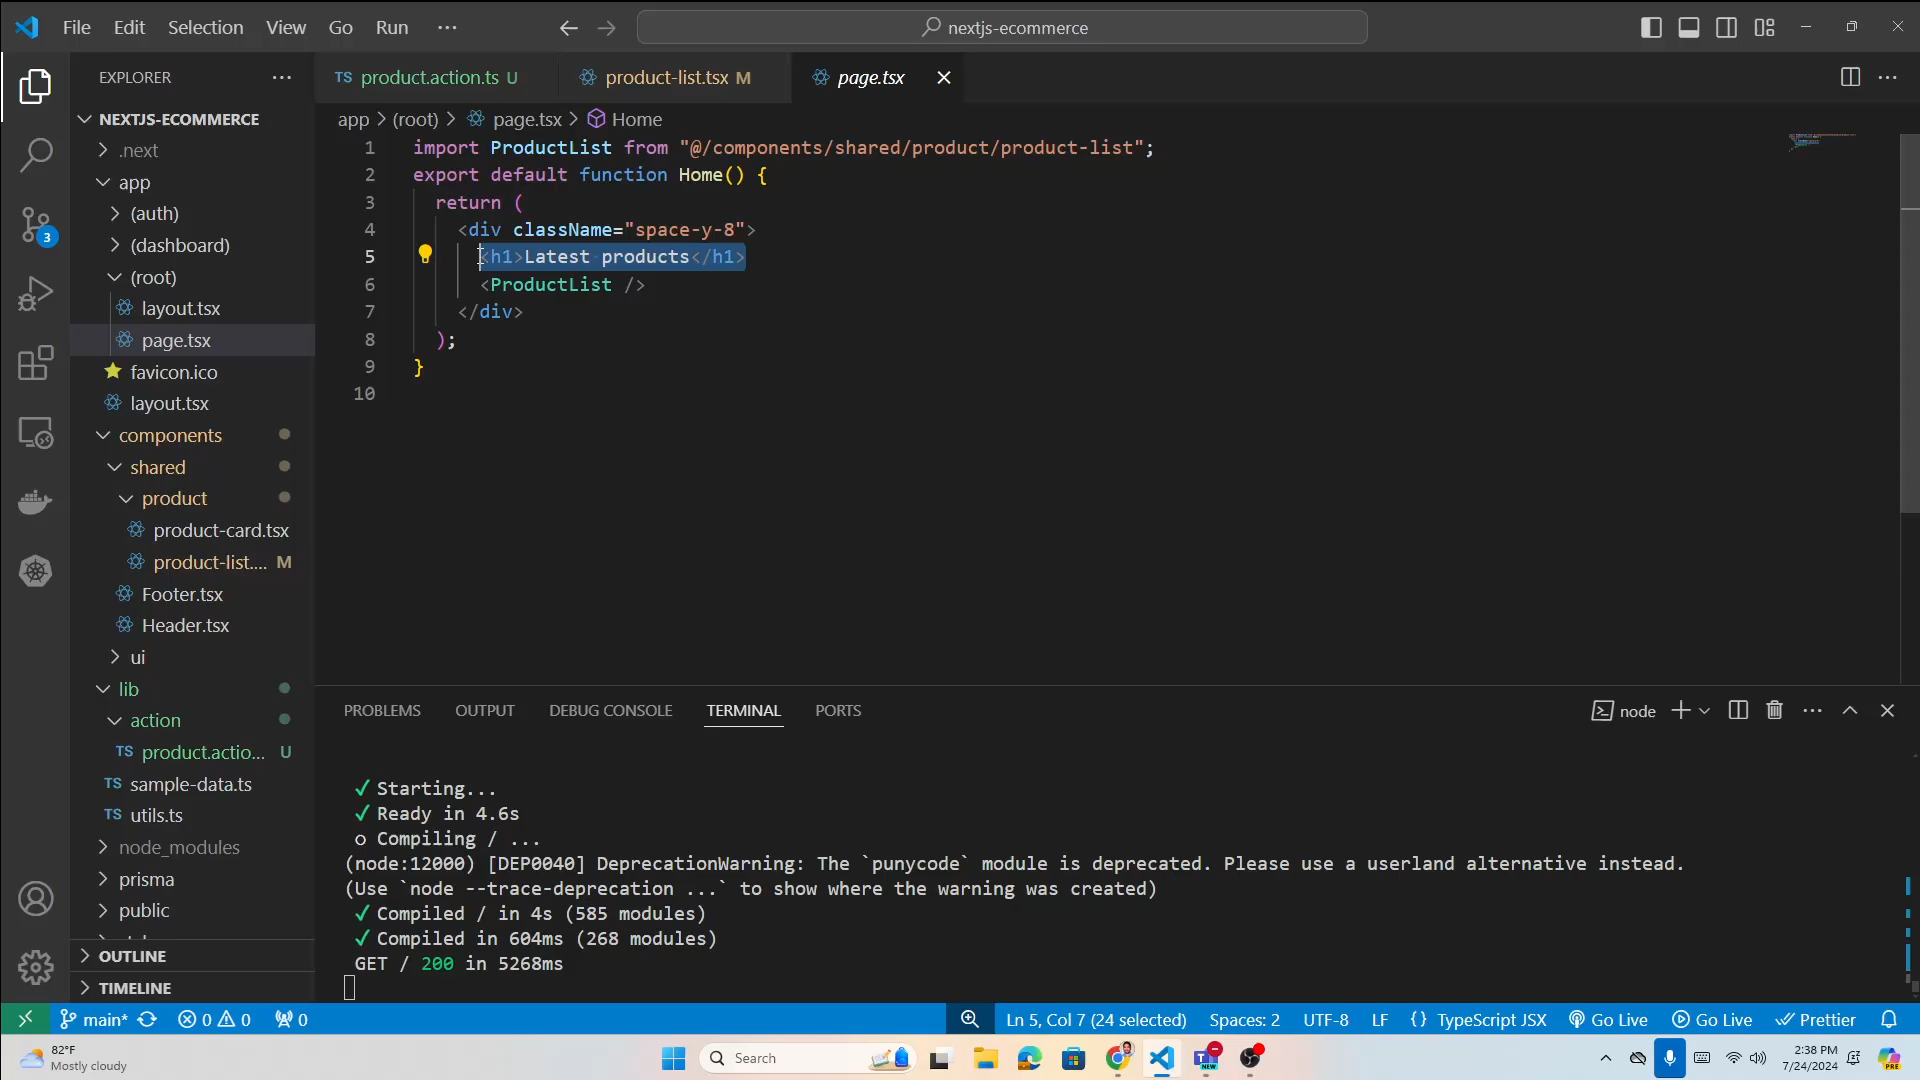 File Edit Selection View Go Run ···
nextjs-ecommerce
EXPLORER
NEXTJS-ECOMMERCE
.next
app
(auth)
(dashboard)
(root)
layout.tsx
page.tsx
favicon.ico
layout.tsx
components
shared
product
product-card.tsx
product-list.... M
Footer.tsx
Header.tsx
ui
lib
action
TS product.actio... U
TS sample-data.ts
TS utils.ts
node_modules
prisma
public
OUTLINE
TIMELINE
TS product.action.ts U
product-list.tsx M
page.tsx
app > (root) > page.tsx > Home
1 import ProductList from "@/components/shared/product/product-list";
2 export default function Home() {
3 return (
4 <div className="space-y-8">
5 <h1>Latest products</h1>
6 <ProductList />
7 </div>
8 );
9 }
10
PROBLEMS OUTPUT DEBUG CONSOLE TERMINAL PORTS
node
✓ Starting...
✓ Ready in 4.6s
○ Compiling / ...
(node:12000) [DEP0040] DeprecationWarning: The `punycode` module is deprecated. Please use a userland alternative instead.
(Use `node --trace-deprecation ...` to show where the warning was created)
✓ Compiled / in 4s (585 modules)
✓ Compiled in 604ms (268 modules)
GET / 200 in 5268ms
3
main* 0 0 0
Ln 5, Col 7 (24 selected) Spaces: 2 UTF-8 LF {} TypeScript JSX Go Live Go Live Prettier
82°F
Mostly cloudy
Search
NEW
2:38 PM
7/24/2024
PRE